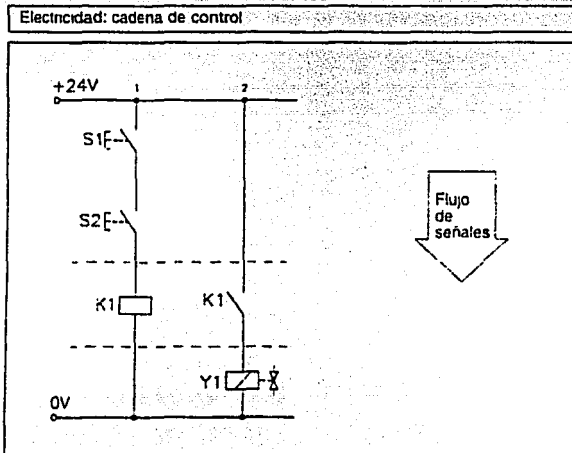 Electricidad: cadena de control
+24V
1
2
S1
S2
K1
K1
Y1
0V
Flujo
de
señales